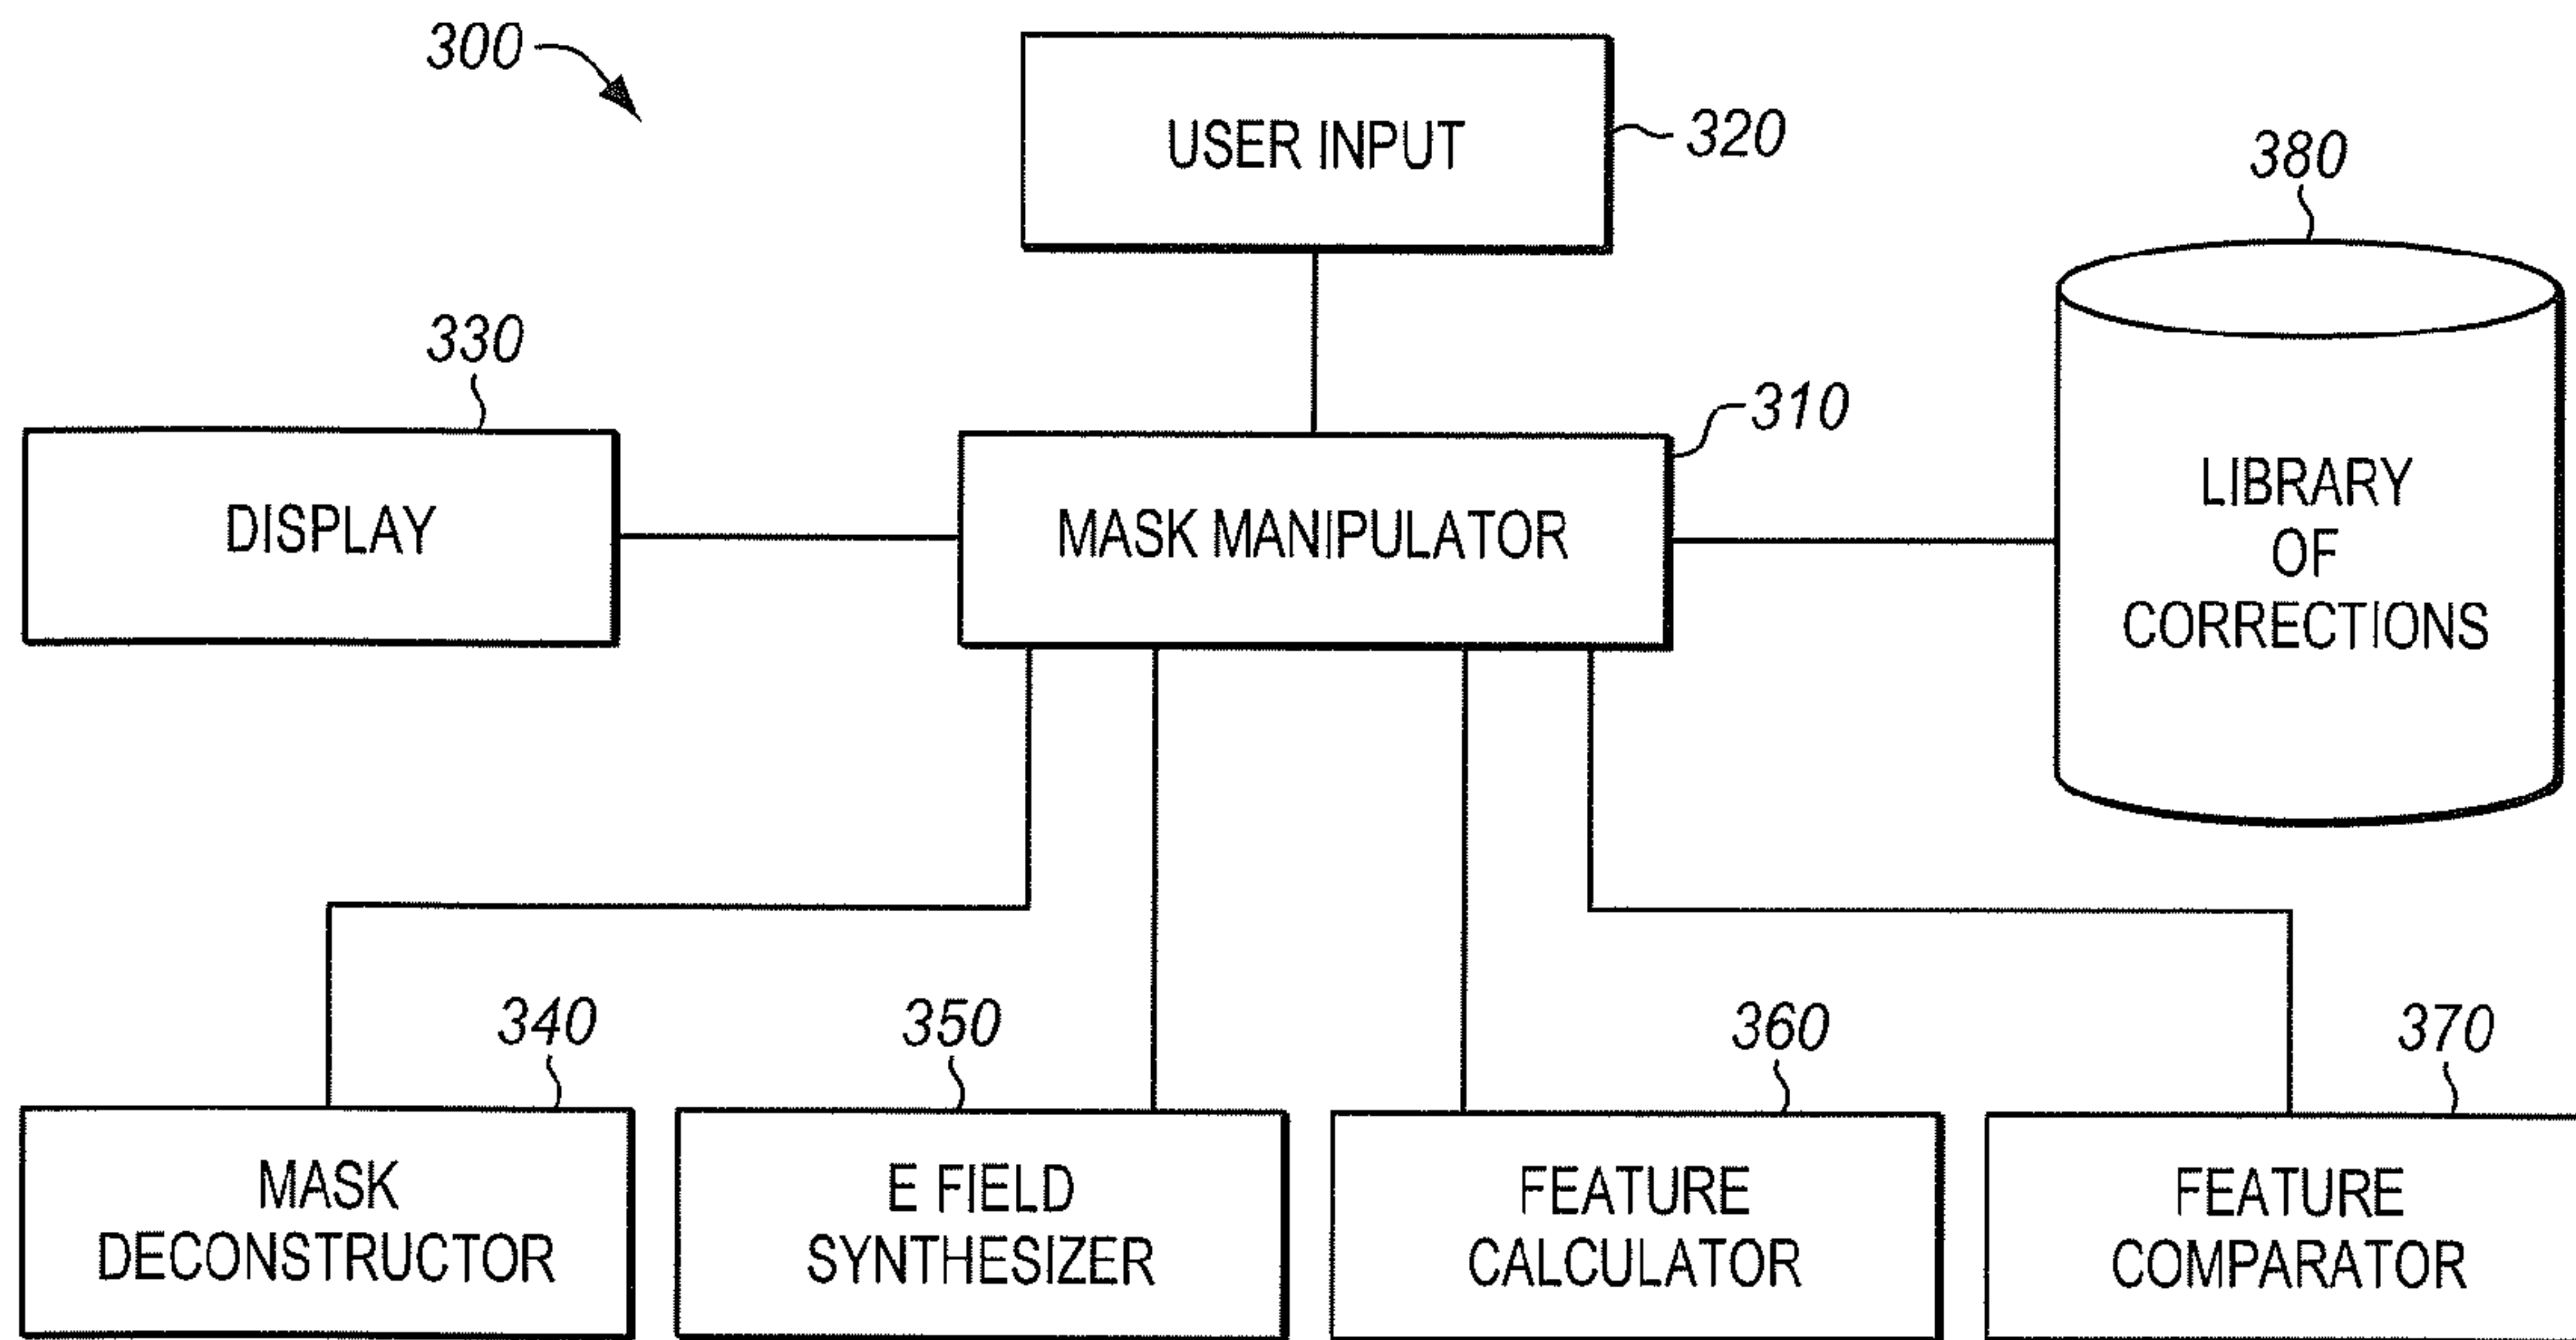 300
USER INPUT
320
380
330
310
DISPLAY
MASK MANIPULATOR
LIBRARY
OF
CORRECTIONS
340
350
360
370
MASK
DECONSTRUCTOR
E FIELD
SYNTHESIZER
FEATURE
CALCULATOR
FEATURE
COMPARATOR